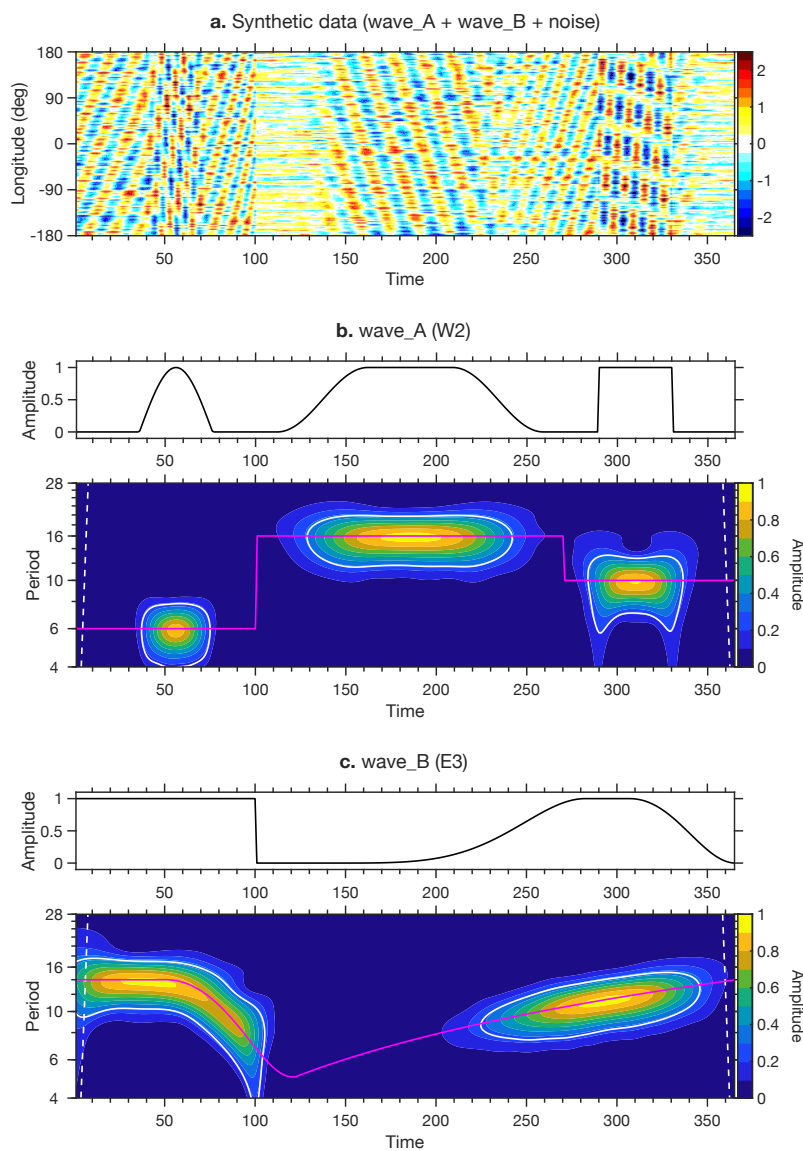 a. Synthetic data (wave_A + wave_B + noise)
Longitude (deg)
180
90
0
-90
-180
50 100 150 200 250 300 350
Time
2
1
0
-1
-2
b. wave_A (W2)
Amplitude
1
0.5
0
50 100 150 200 250 300 350
Period
28
16
10
6
4
50 100 150 200 250 300 350
Time
1
0.8
0.6
0.4
0.2
0
Amplitude
c. wave_B (E3)
Amplitude
1
0.5
0
50 100 150 200 250 300 350
Period
28
16
10
6
4
50 100 150 200 250 300 350
Time
1
0.8
0.6
0.4
0.2
0
Amplitude